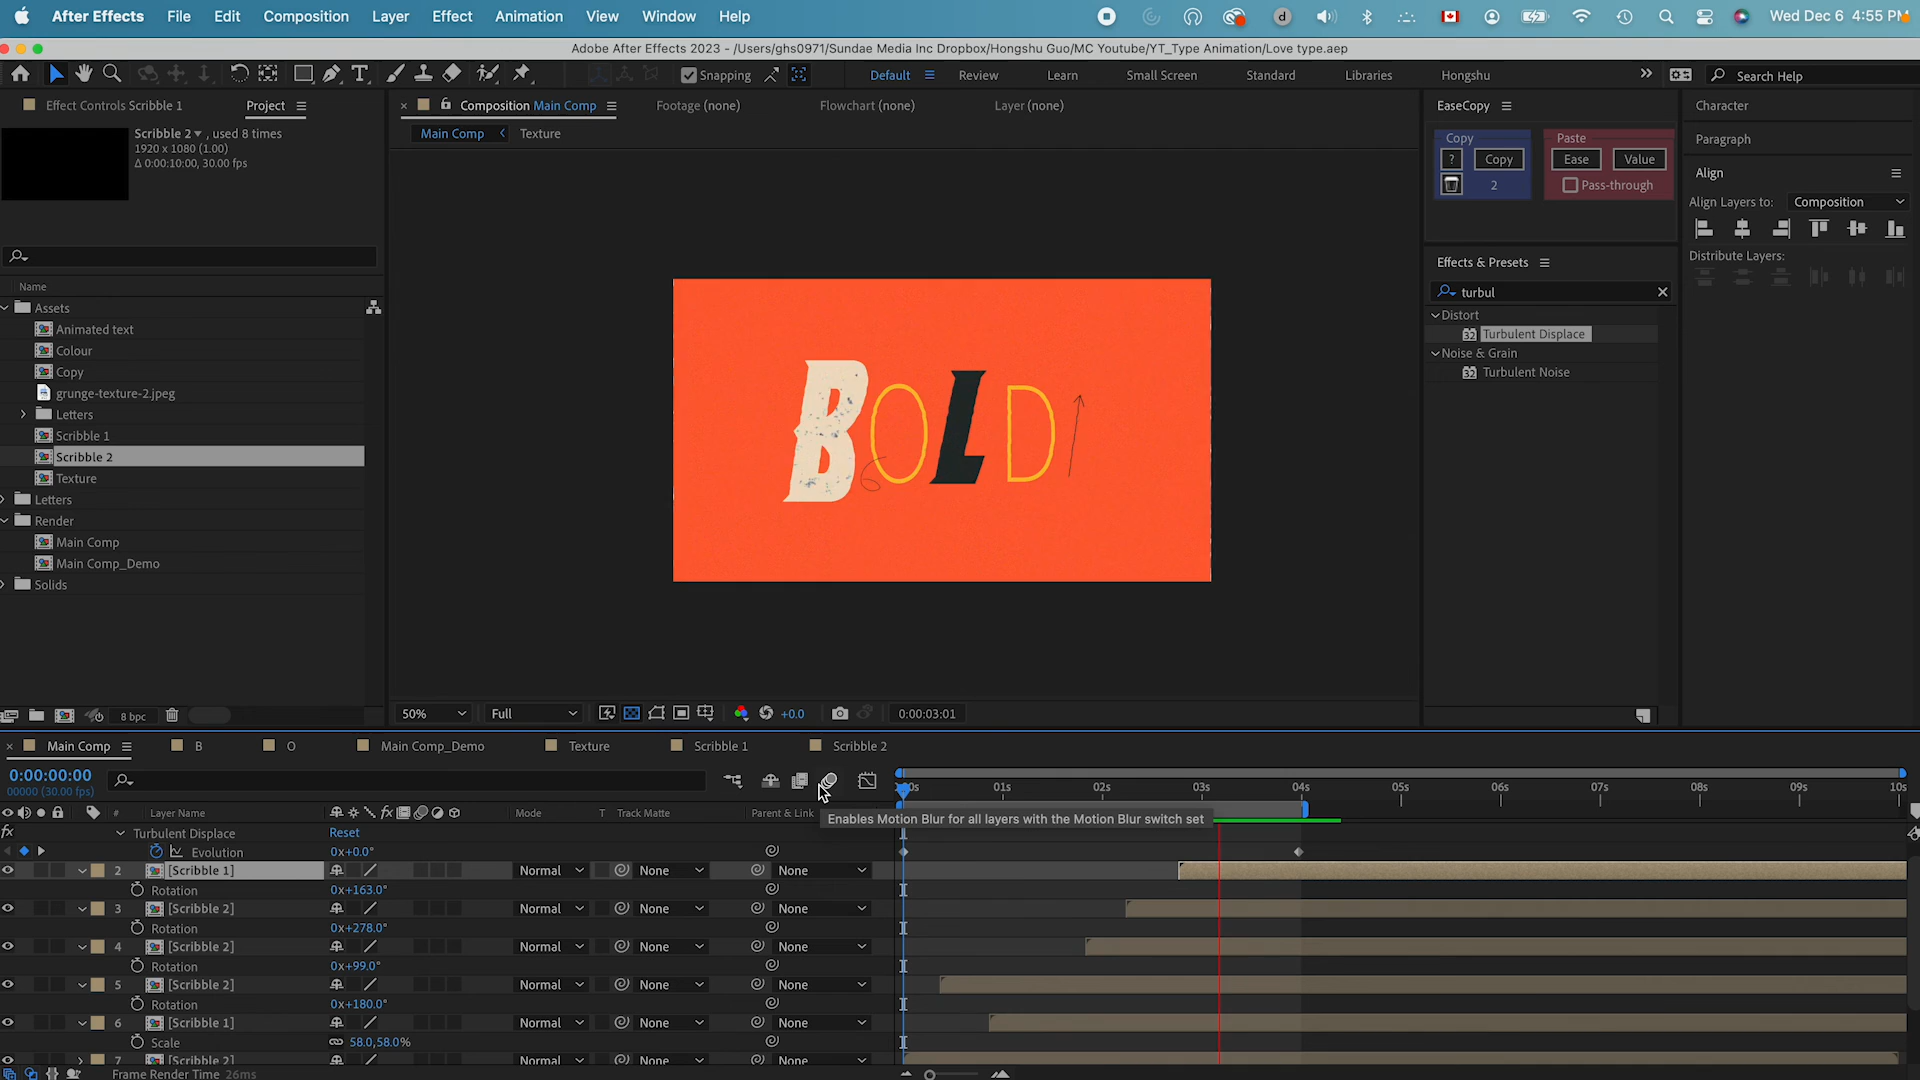 After Effects File Edit Composition Layer Effect Animation View Window Help
Wed Dec 6 4:55 PM
Adobe After Effects 2023 - /Users/ghs0971/Sundae Media Inc Dropbox/Hongshu Guo/MC Youtube/YT_Type Animation/Love type.aep
Snapping
Default Review Learn Small Screen Standard Libraries Hongshu
Search Help
Effect Controls Scribble 1 Project
Composition Main Comp Footage (none) Flowchart (none) Layer (none)
Main Comp Texture
Scribble 2 , used 8 times
1920 x 1080 (1.00)
Δ 0:00:10:00, 30.00 fps
Name
Assets
Animated text
Colour
Copy
grunge-texture-2.jpeg
Letters
Scribble 1
Scribble 2
Texture
Letters
Render
Main Comp
Main Comp_Demo
Solids
8 bpc
BOLD
50% Full +0.0 0:00:03:01
EaseCopy
Copy Paste
? Copy Ease Value
2 Pass-through
Effects & Presets
turbul
Distort
32 Turbulent Displace
Noise & Grain
32 Turbulent Noise
Character
Paragraph
Align
Align Layers to: Composition
Distribute Layers:
Main Comp B O Main Comp_Demo Texture Scribble 1 Scribble 2
0:00:00:00
00000 (30.00 fps)
01s 02s 03s 04s 05s 06s 07s 08s 09s 10s
# Layer Name fx Mode T Track Matte Parent & Link
Enables Motion Blur for all layers with the Motion Blur switch set
fx Turbulent Displace Reset
Evolution 0x+0.0°
2 [Scribble 1] Normal None None
Rotation 0x+163.0°
3 [Scribble 2] Normal None None
Rotation 0x+278.0°
4 [Scribble 2] Normal None None
Rotation 0x+99.0°
5 [Scribble 2] Normal None None
Rotation 0x+180.0°
6 [Scribble 1] Normal None None
Scale 58.0,58.0%
7 [Scribble 2] Normal None None
Frame Render Time 26ms